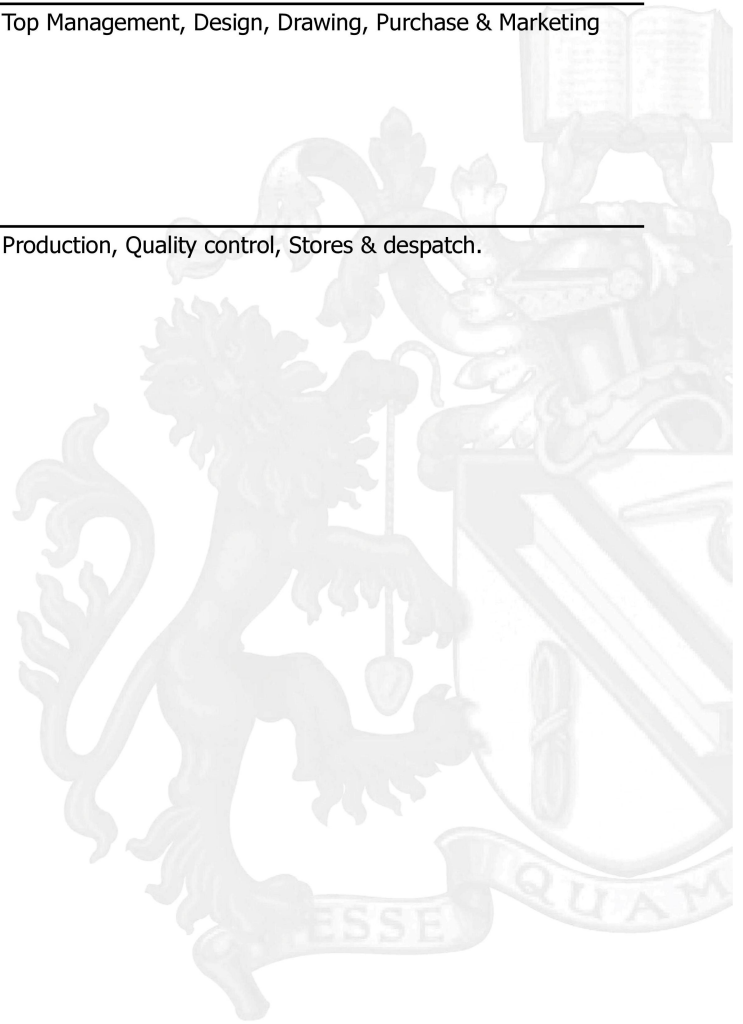 Top Management, Design, Drawing, Purchase & Marketing
Production, Quality control, Stores & despatch.
ESSE
QUAM